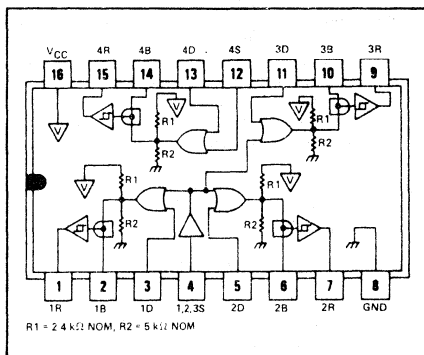 VCC 4R 4B 4D 4S 3D 3B 3R
16 15 14 13 12 11 10 9
V V V
R1 R1
R2 R2
V V
R1 R1
R2 R2
1 2 3 4 5 6 7 8
1R 1B 1D 1,2,3S 2D 2B 2R GND
R1 = 2 4 kΩ NOM, R2 = 5 kΩ NOM